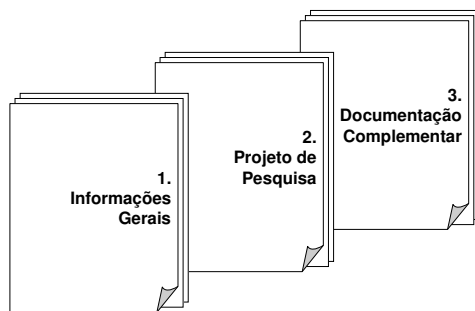 1.
Informações
Gerais
2.
Projeto de
Pesquisa
3.
Documentação
Complementar